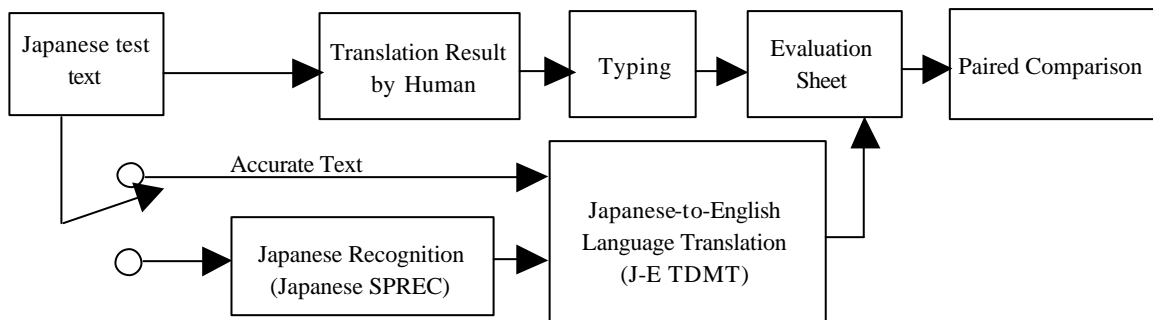 Japanese test
text
Translation Result
by Human
Typing
Evaluation
Sheet
Paired Comparison
Accurate Text
Japanese Recognition
(Japanese SPREC)
Japanese-to-English
Language Translation
(J-E TDMT)